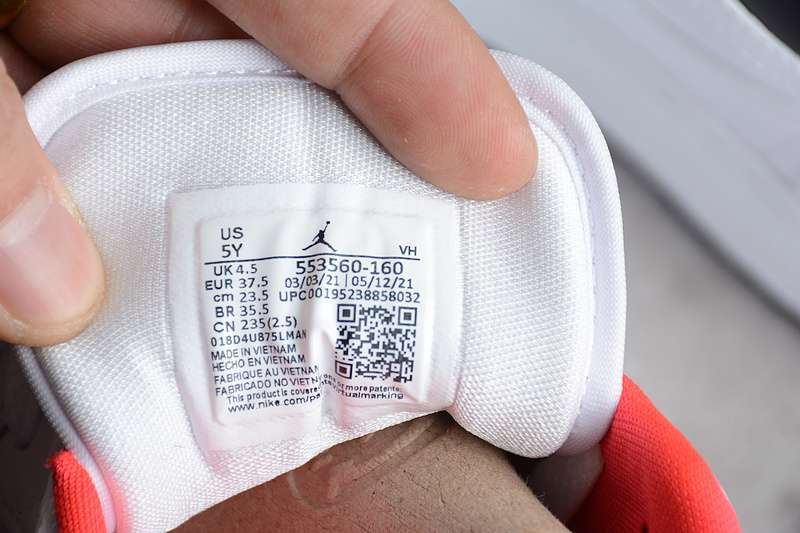 US
5Y
VH
UK 4.5
553560-160
EUR 37.5
03/03/21 | 05/12/21
cm 23.5
UPC00195238858032
BR 35.5
CN 235(2.5)
018D4U875LMAN
MADE IN VIETNAM
HECHO EN VIETNAM
FABRIQUE AU VIETNAM
FABRICADO NO VIETN
This product is covered one or more patents
www.nike.com/pa virtualmarking